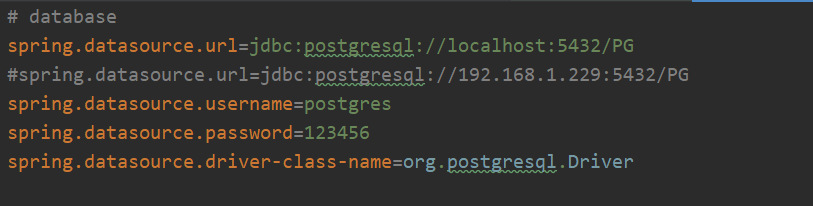 # database
spring.datasource.url=jdbc:postgresql://localhost:5432/PG
#spring.datasource.url=jdbc:postgresql://192.168.1.229:5432/PG
spring.datasource.username=postgres
spring.datasource.password=123456
spring.datasource.driver-class-name=org.postgresql.Driver